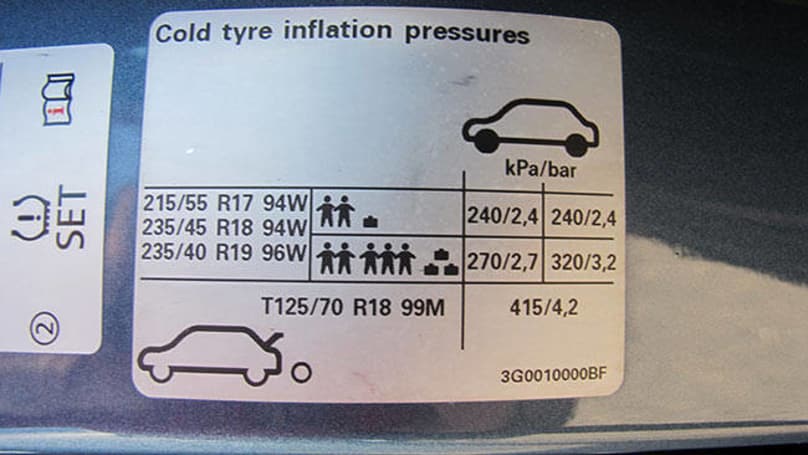 Cold tyre inflation pressures
kPa/bar
215/55 R17 94W
235/45 R18 94W
235/40 R19 96W
240/2,4 240/2,4
270/2,7 320/3,2
T125/70 R18 99M 415/4,2
3G0010000BF
i
(!)
SET
2